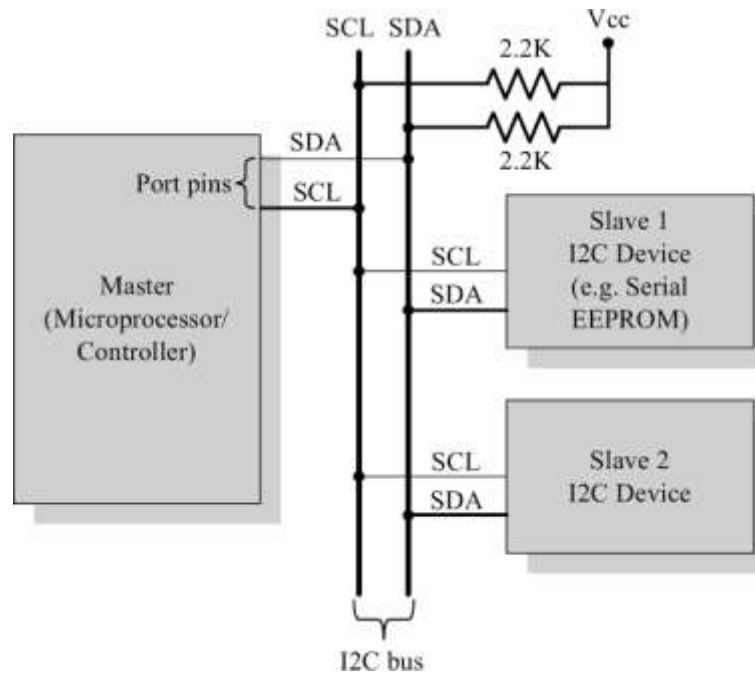 Vcc
SCL SDA
2.2K
2.2K
SDA
Port pins
SCL
Master
(Microprocessor/
Controller)
SCL
SDA
Slave 1
I2C Device
(e.g. Serial
EEPROM)
SCL
SDA
Slave 2
I2C Device
I2C bus